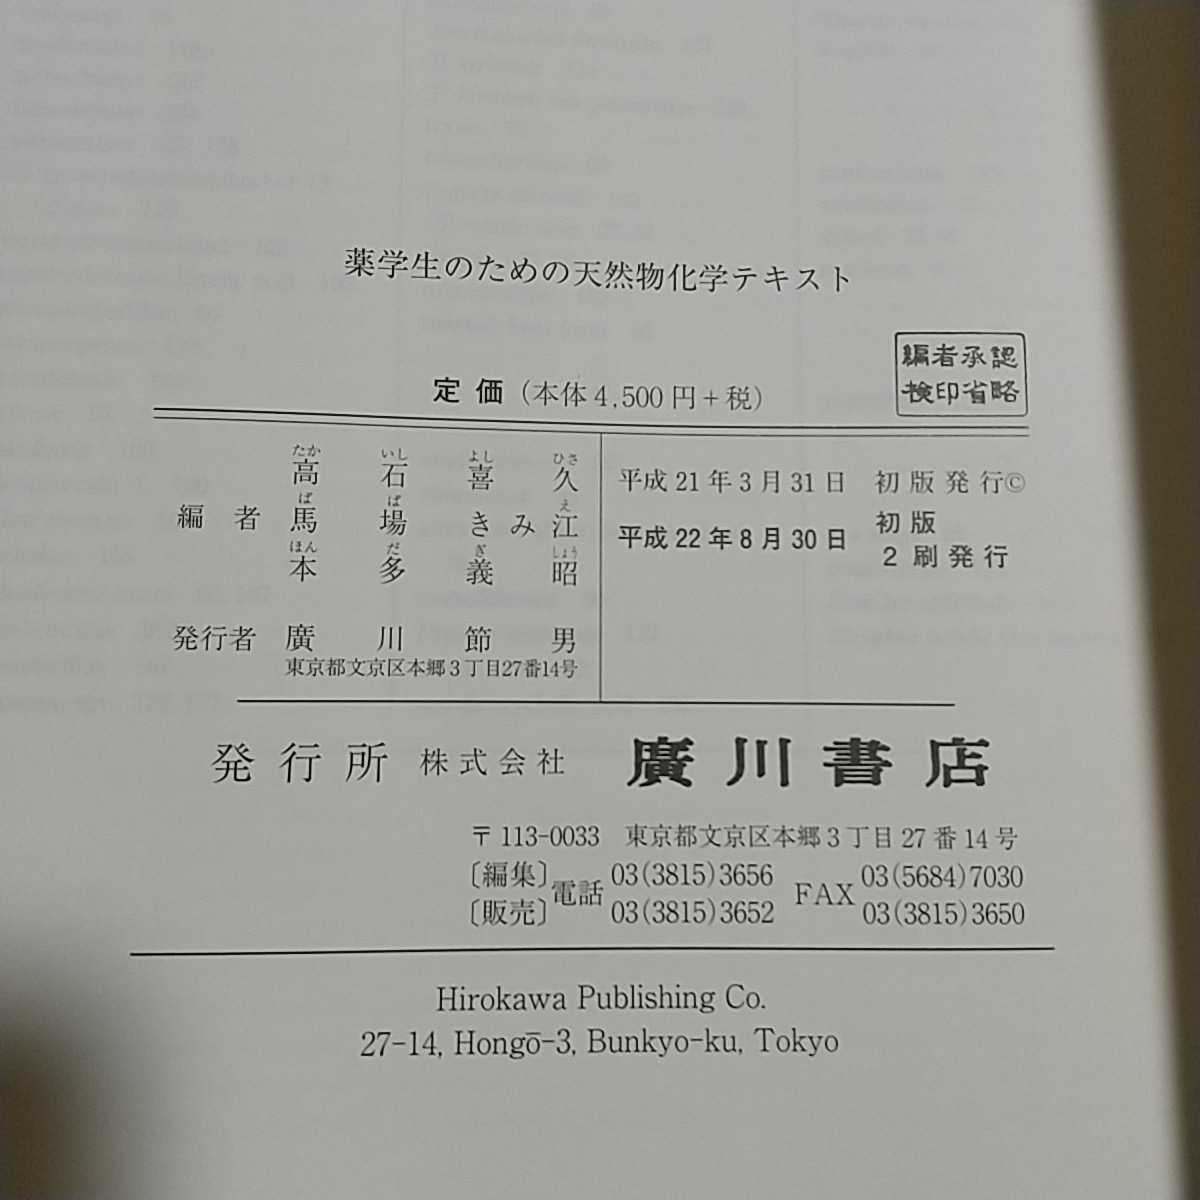 薬学生のための天然物化学テキスト
編者承認
検印省略
定価(本体4,500円+税)
たか いし よし ひさ
高石喜久
ば ば え
編者 馬場きみ江
ほん だ ぎ しょう
本多義昭
発行者 廣川節男
東京都文京区本郷3丁目27番14号
平成21年3月31日 初版発行©
平成22年8月30日 初版
2刷発行
発行所 株式会社 廣川書店
〒113-0033 東京都文京区本郷3丁目27番14号
〔編集〕電話 03(3815)3656 FAX 03(5684)7030
〔販売〕 03(3815)3652 03(3815)3650
Hirokawa Publishing Co.
27-14, Hongō-3, Bunkyo-ku, Tokyo